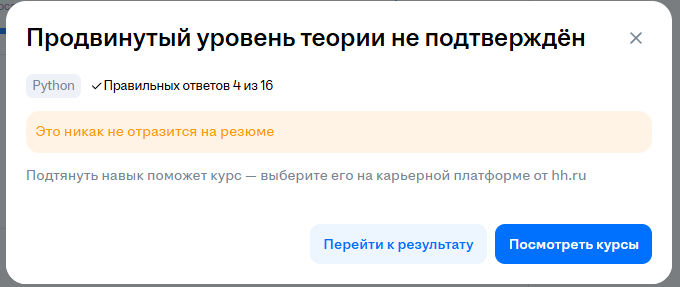 Продвинутый уровень теории не подтверждён
Python Правильных ответов 4 из 16
Это никак не отразится на резюме
Подтянуть навык поможет курс — выберите его на карьерной платформе от hh.ru
Перейти к результату Посмотреть курсы